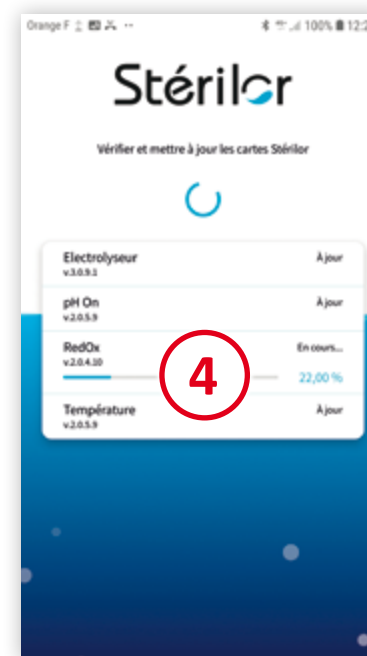 Orange F 100% 12:2
Stérilor
Vérifier et mettre à jour les cartes Stérilor
Electrolyseur À jour
v.3.0.9.1
pH On À jour
v.2.0.5.9
RedOx En cours...
v.2.0.4.10
4
22,00 %
Température À jour
v.2.0.5.9